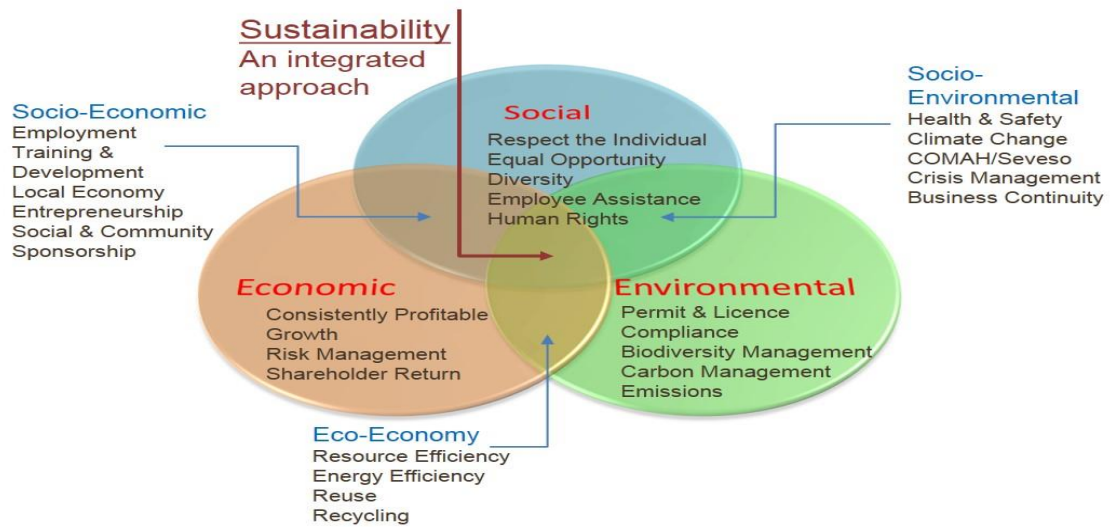 Sustainability
An integrated
approach
Socio-Economic
Employment
Training &
Development
Local Economy
Entrepreneurship
Social & Community
Sponsorship
Social
Respect the Individual
Equal Opportunity
Diversity
Employee Assistance
Human Rights
Socio-
Environmental
Health & Safety
Climate Change
COMAH/Seveso
Crisis Management
Business Continuity
Economic
Consistently Profitable
Growth
Risk Management
Shareholder Return
Environmental
Permit & Licence
Compliance
Biodiversity Management
Carbon Management
Emissions
Eco-Economy
Resource Efficiency
Energy Efficiency
Reuse
Recycling